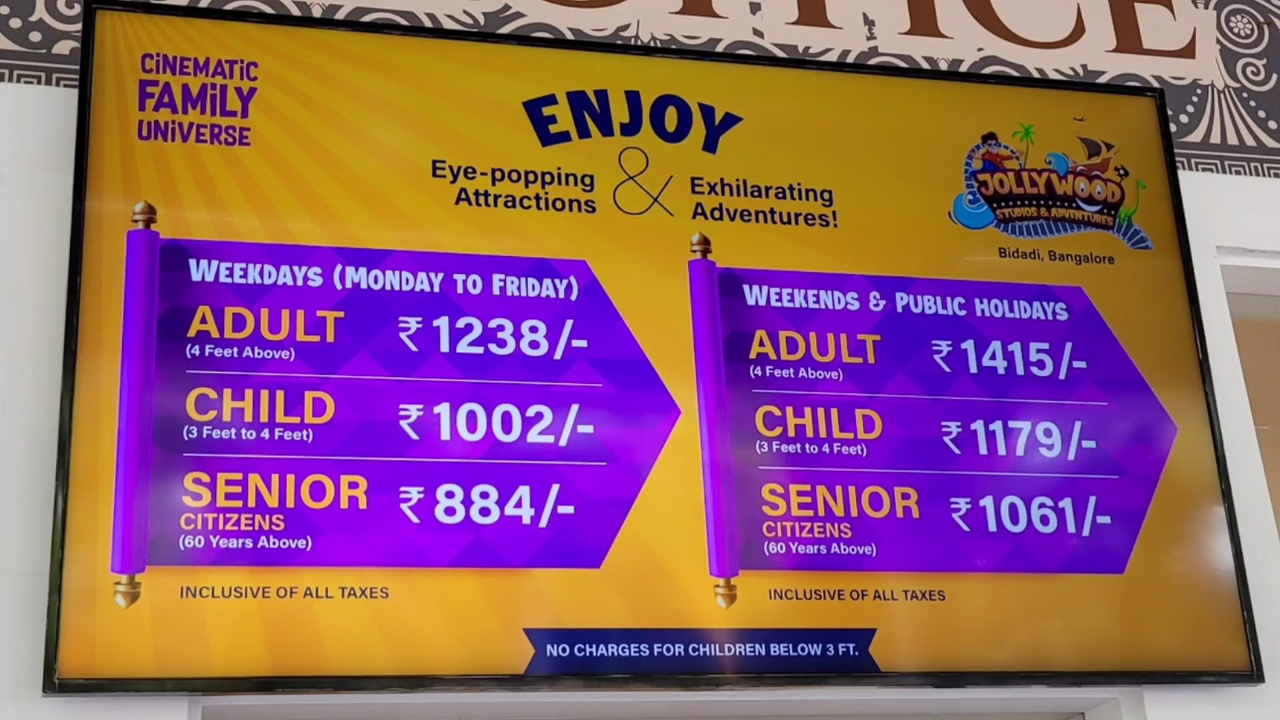 CiNEMATiC
FAMiLY
UNiVERSE
ENJOY
Eye-popping
Attractions
&
Exhilarating
Adventures!
JOLLYWOOD
STUDIOS & ADVENTURES
Bidadi, Bangalore
WEEKDAYS (MONDAY TO FRIDAY)
ADULT ₹1238/-
(4 Feet Above)
CHILD ₹1002/-
(3 Feet to 4 Feet)
SENIOR ₹884/-
CITIZENS
(60 Years Above)
INCLUSIVE OF ALL TAXES
WEEKENDS & PUBLIC HOLIDAYS
ADULT ₹1415/-
(4 Feet Above)
CHILD ₹1179/-
(3 Feet to 4 Feet)
SENIOR ₹1061/-
CITIZENS
(60 Years Above)
INCLUSIVE OF ALL TAXES
NO CHARGES FOR CHILDREN BELOW 3 FT.